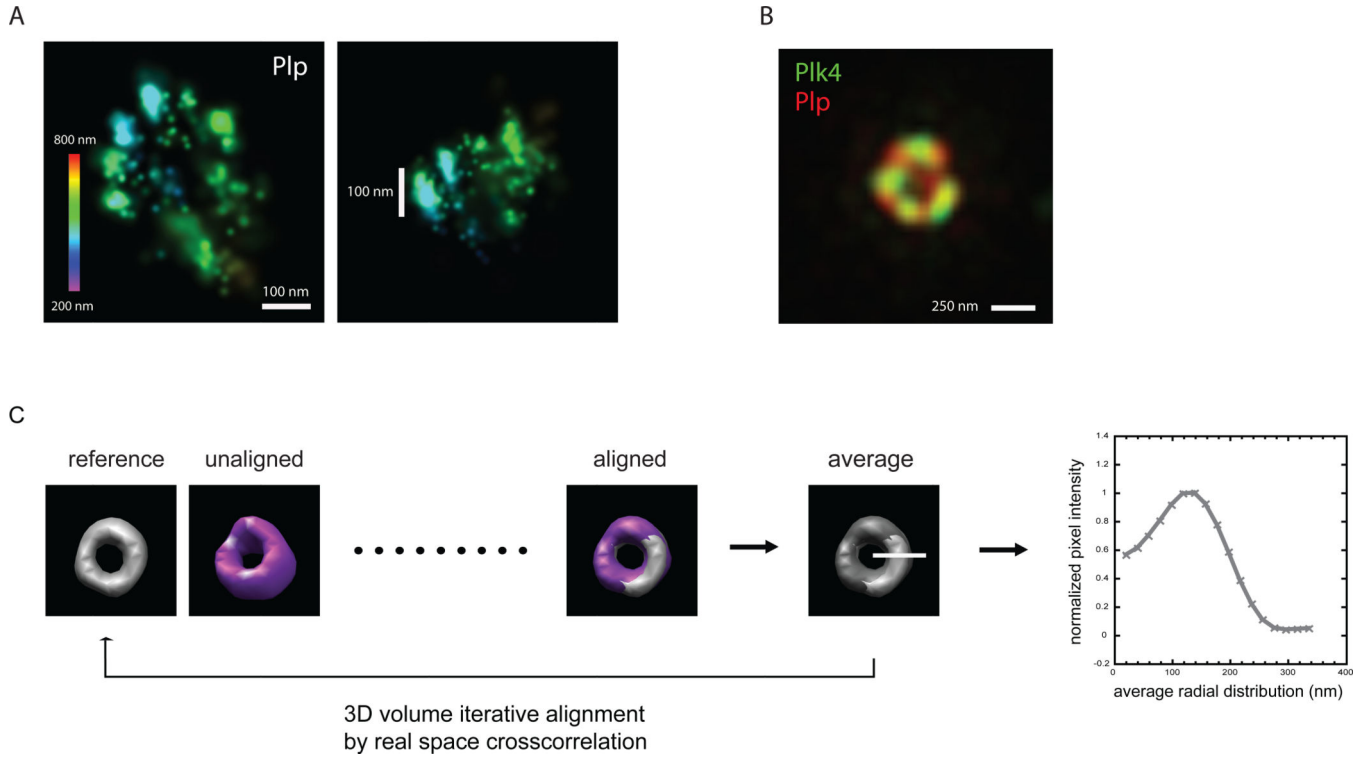 A
Plp
800 nm
200 nm
100 nm
100 nm
B
Plk4
Plp
250 nm
C
reference
unaligned
aligned
average
3D volume iterative alignment
by real space crosscorrelation
normalized pixel intensity
1.4
1.2
1
0.8
0.6
0.4
0.2
0
-0.2
0
100
200
300
400
average radial distribution (nm)